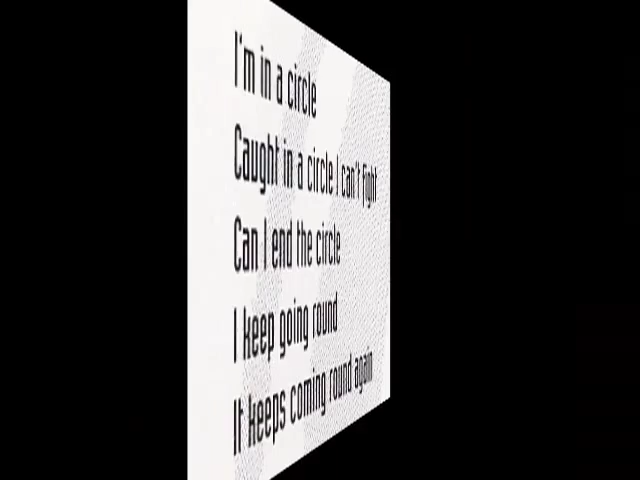 I'm in a circle
Caught in a circle I can't fight
Can I end the circle
I keep going round
It keeps coming round again